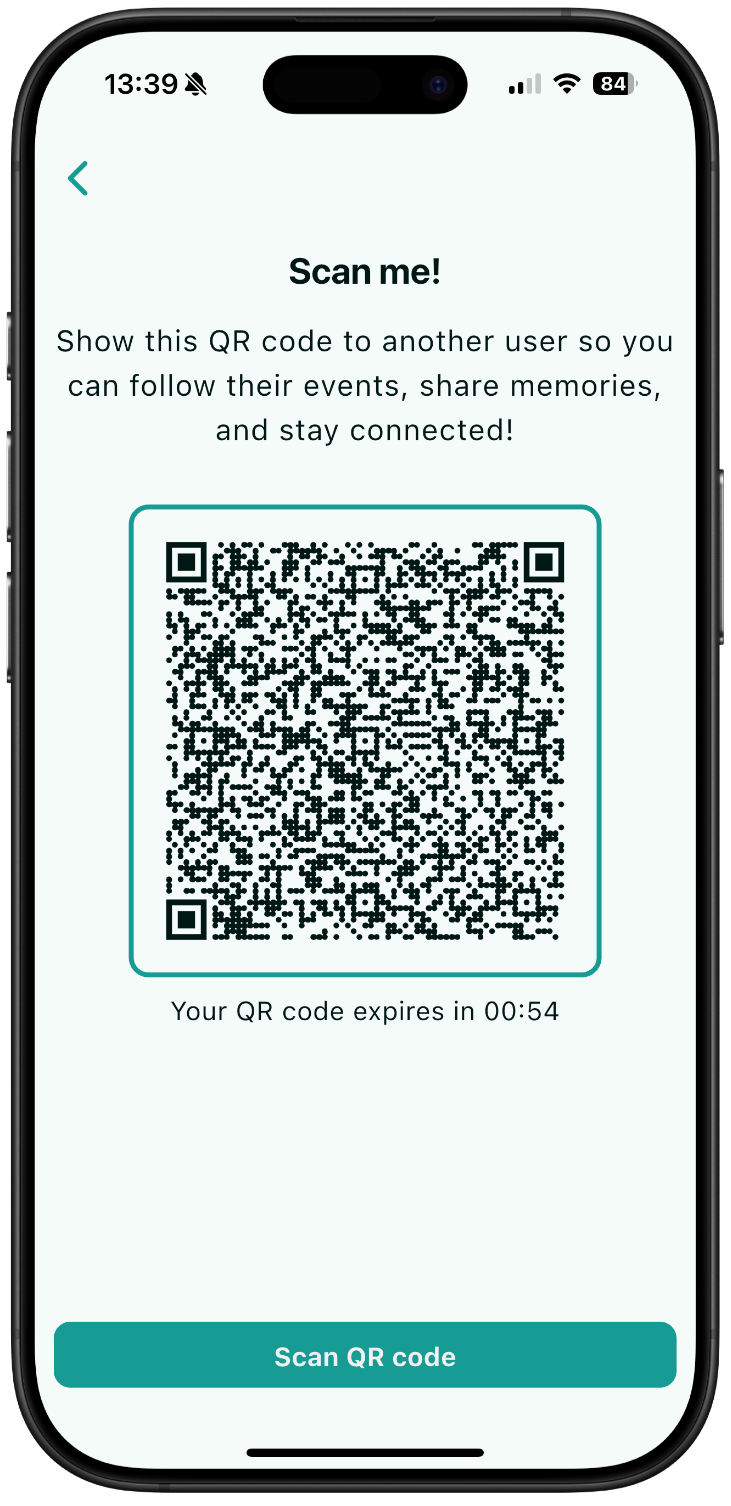 13:39
84
Scan me!
Show this QR code to another user so you
can follow their events, share memories,
and stay connected!
Your QR code expires in 00:54
Scan QR code